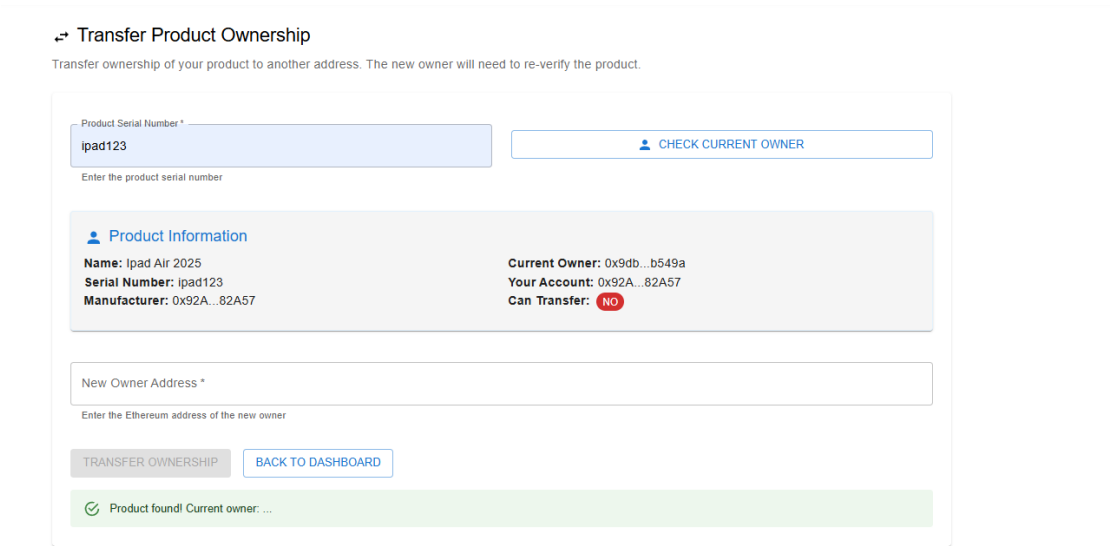 Transfer Product Ownership
Transfer ownership of your product to another address. The new owner will need to re-verify the product.
Product Serial Number *
ipad123
Enter the product serial number
CHECK CURRENT OWNER
Product Information
Name: Ipad Air 2025
Serial Number: ipad123
Manufacturer: 0x92A...82A57
Current Owner: 0x9db...b549a
Your Account: 0x92A...82A57
Can Transfer: NO
New Owner Address *
Enter the Ethereum address of the new owner
TRANSFER OWNERSHIP
BACK TO DASHBOARD
Product found! Current owner: ...